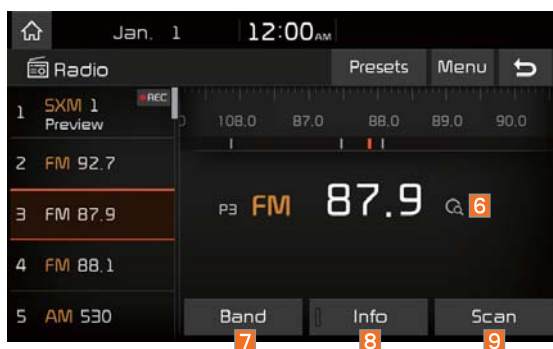 Jan. 1 12:00 AM
Radio Presets Menu
1 SXM 1 REC
Preview
108.0 87.0 88.0 89.0 90.0
2 FM 92.7
3 FM 87.9
P3 FM 87.9 6
4 FM 88.1
5 AM 530
Band Info Scan
7 8 9